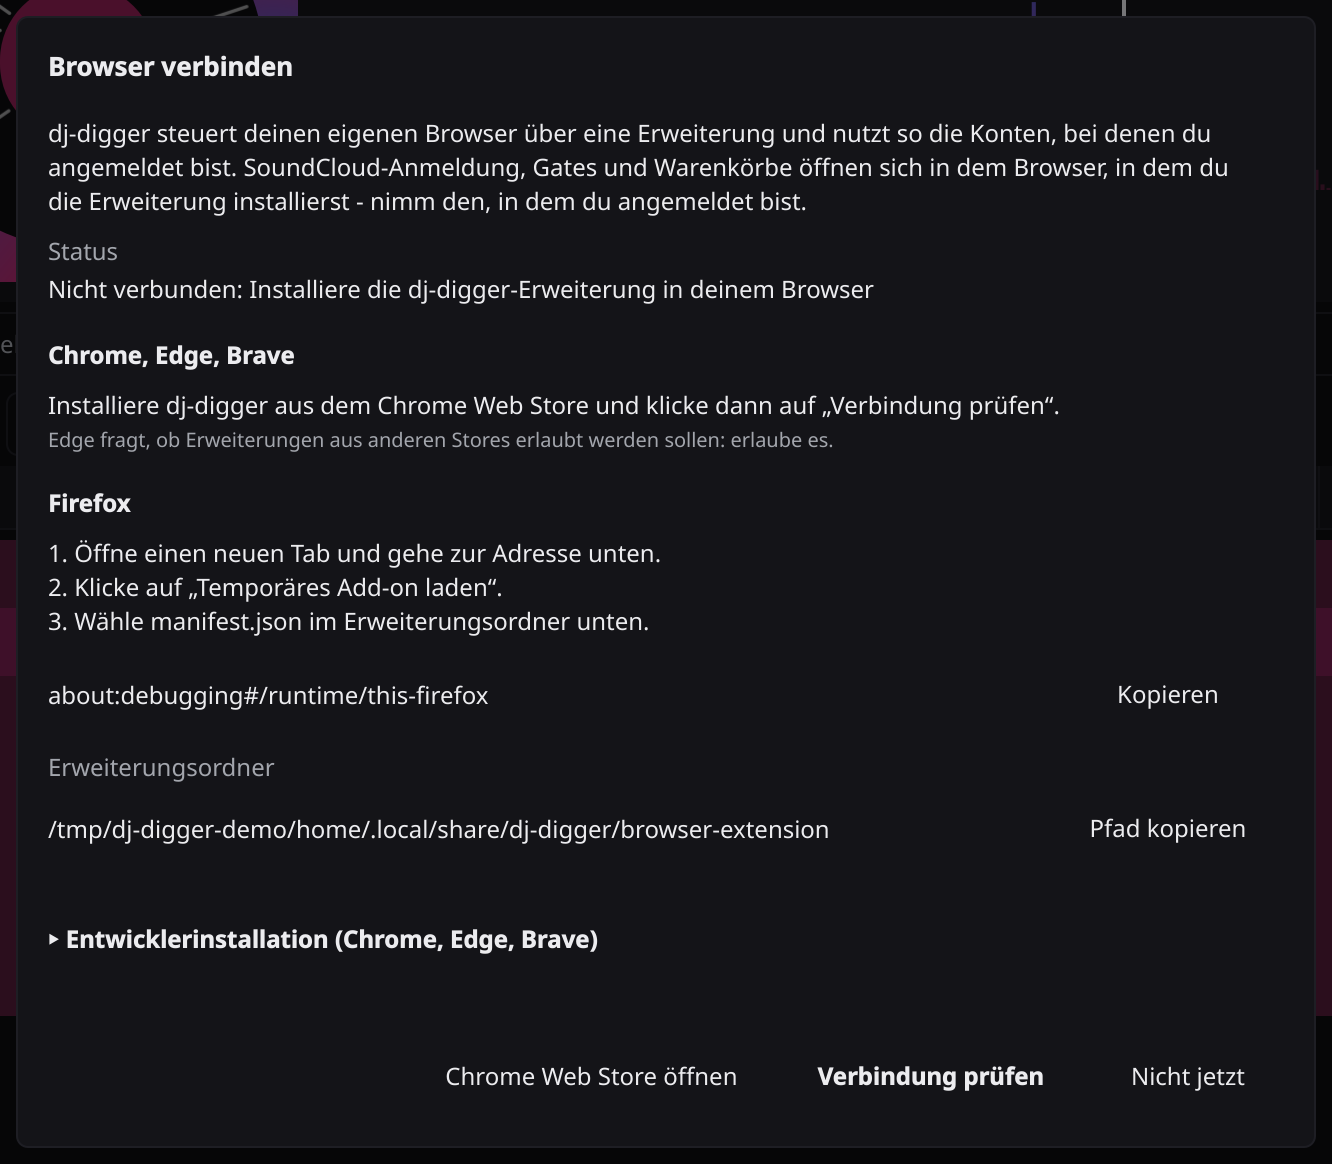 Browser verbinden
dj-digger steuert deinen eigenen Browser über eine Erweiterung und nutzt so die Konten, bei denen du
angemeldet bist. SoundCloud-Anmeldung, Gates und Warenkörbe öffnen sich in dem Browser, in dem du
die Erweiterung installierst - nimm den, in dem du angemeldet bist.
Status
Nicht verbunden: Installiere die dj-digger-Erweiterung in deinem Browser
Chrome, Edge, Brave
Installiere dj-digger aus dem Chrome Web Store und klicke dann auf „Verbindung prüfen“.
Edge fragt, ob Erweiterungen aus anderen Stores erlaubt werden sollen: erlaube es.
Firefox
1. Öffne einen neuen Tab und gehe zur Adresse unten.
2. Klicke auf „Temporäres Add-on laden“.
3. Wähle manifest.json im Erweiterungsordner unten.
about:debugging#/runtime/this-firefox
Kopieren
Erweiterungsordner
/tmp/dj-digger-demo/home/.local/share/dj-digger/browser-extension
Pfad kopieren
▸ Entwicklerinstallation (Chrome, Edge, Brave)
Chrome Web Store öffnen
Verbindung prüfen
Nicht jetzt